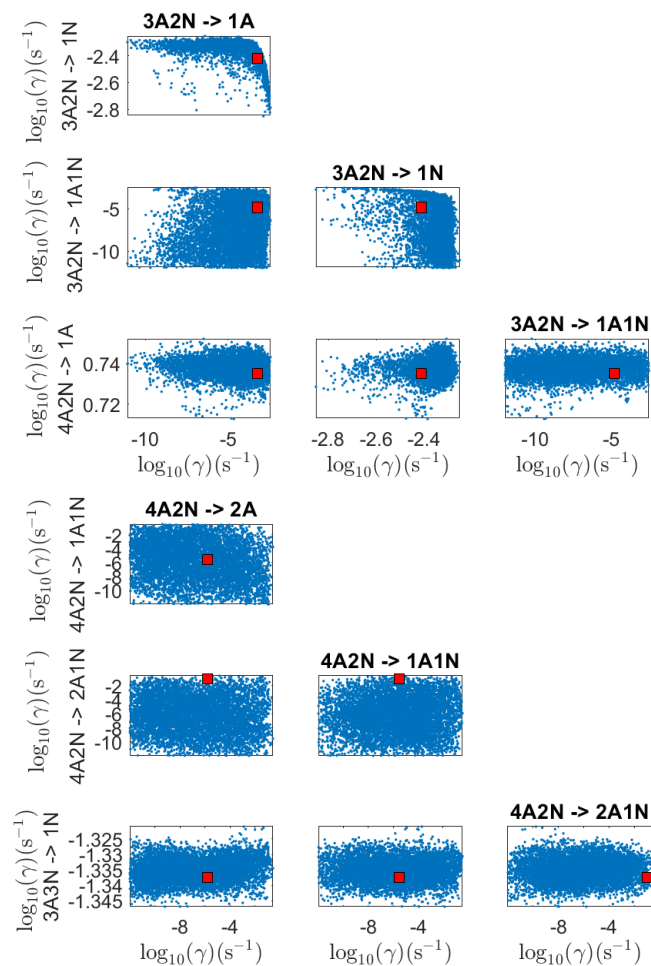 3A2N -> 1A
log₁₀(γ)(s⁻¹)
3A2N -> 1N
-2.4
-2.6
-2.8
3A2N -> 1N
log₁₀(γ)(s⁻¹)
3A2N -> 1A1N
-5
-10
3A2N -> 1A1N
log₁₀(γ)(s⁻¹)
4A2N -> 1A
0.74
0.72
-10 -5
-2.8 -2.6 -2.4
-10 -5
log₁₀(γ)(s⁻¹) log₁₀(γ)(s⁻¹) log₁₀(γ)(s⁻¹)
4A2N -> 2A
log₁₀(γ)(s⁻¹)
4A2N -> 1A1N
-2
-4
-6
-8
-10
4A2N -> 1A1N
log₁₀(γ)(s⁻¹)
4A2N -> 2A1N
-2
-4
-6
-8
-10
4A2N -> 2A1N
log₁₀(γ)(s⁻¹)
3A3N -> 1N
-1.325
-1.33
-1.335
-1.34
-1.345
-8 -4
-8 -4
-8 -4
log₁₀(γ)(s⁻¹) log₁₀(γ)(s⁻¹) log₁₀(γ)(s⁻¹)